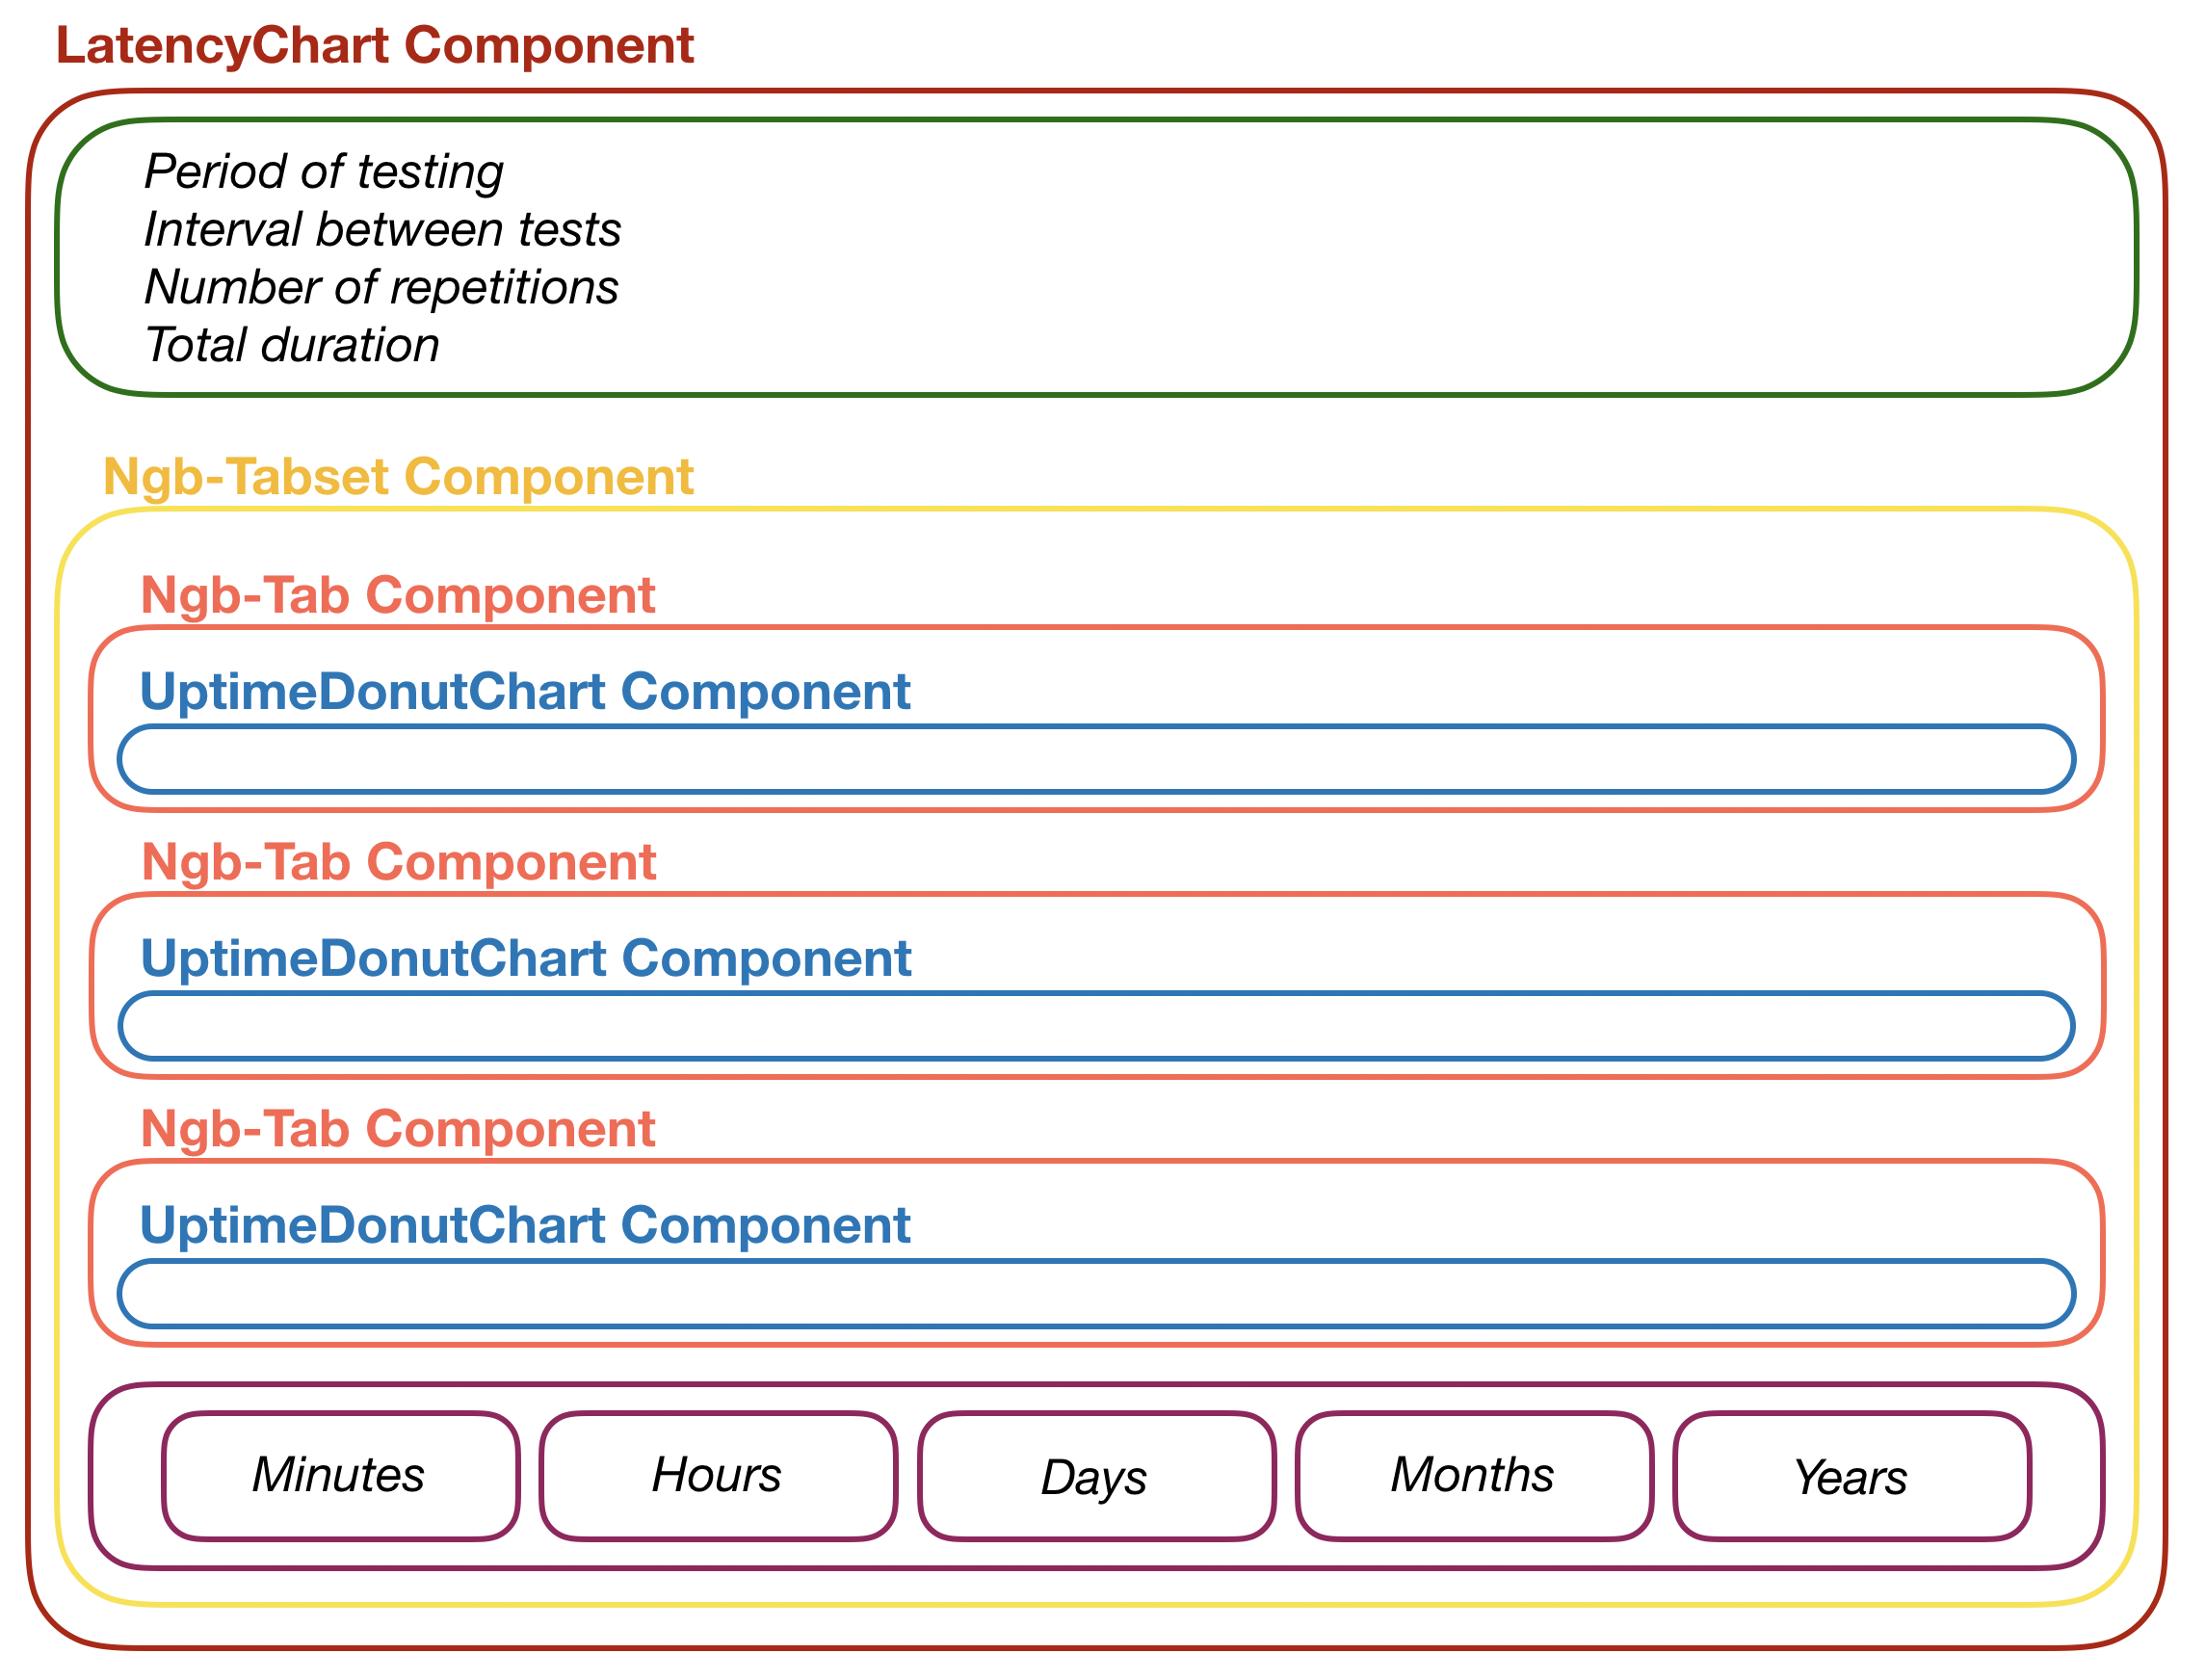 LatencyChart Component
Period of testing
Interval between tests
Number of repetitions
Total duration
Ngb-Tabset Component
Ngb-Tab Component
UptimeDonutChart Component
Ngb-Tab Component
UptimeDonutChart Component
Ngb-Tab Component
UptimeDonutChart Component
Minutes Hours Days Months Years